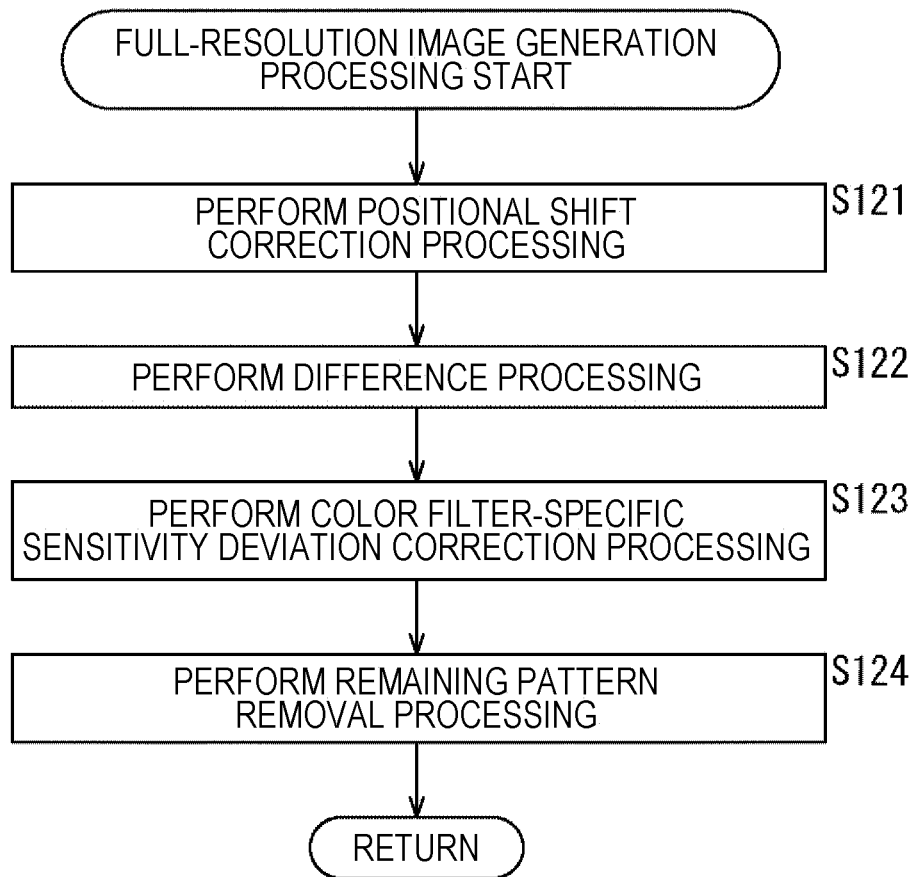 FULL-RESOLUTION IMAGE GENERATION
PROCESSING START
S121
PERFORM POSITIONAL SHIFT
CORRECTION PROCESSING
S122
PERFORM DIFFERENCE PROCESSING
S123
PERFORM COLOR FILTER-SPECIFIC
SENSITIVITY DEVIATION CORRECTION PROCESSING
S124
PERFORM REMAINING PATTERN
REMOVAL PROCESSING
RETURN